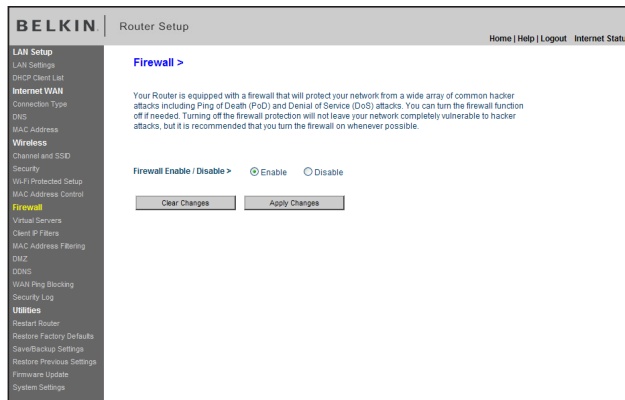 BELKIN.
Router Setup
Home | Help | Logout Internet Statu
LAN Setup
LAN Settings
DHCP Client List
Internet WAN
Connection Type
DNS
MAC Address
Wireless
Channel and SSID
Security
Wi-Fi Protected Setup
MAC Address Control
Firewall
Virtual Servers
Client IP Filters
MAC Address Filtering
DMZ
DDNS
WAN Ping Blocking
Security Log
Utilities
Restart Router
Restore Factory Defaults
Save/Backup Settings
Restore Previous Settings
Firmware Update
System Settings
Firewall >
Your Router is equipped with a firewall that will protect your network from a wide array of common hacker
attacks including Ping of Death (PoD) and Denial of Service (DoS) attacks. You can turn the firewall function
off if needed. Turning off the firewall protection will not leave your network completely vulnerable to hacker
attacks, but it is recommended that you turn the firewall on whenever possible.
Firewall Enable / Disable > Enable Disable
Clear Changes Apply Changes